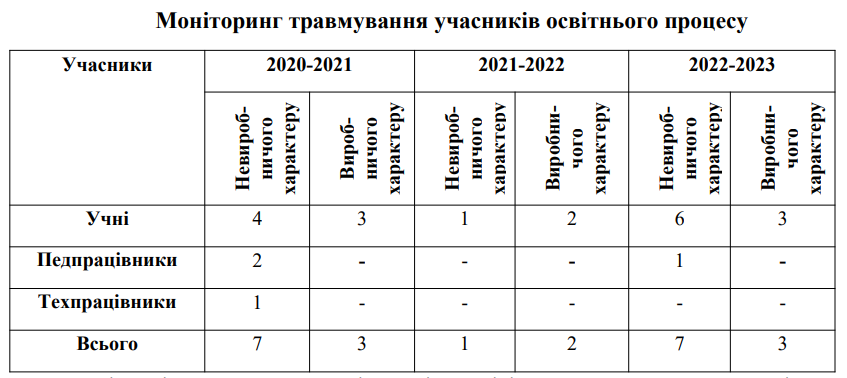 Моніторинг травмування учасників освітнього процесу
Учасники 2020-2021 2021-2022 2022-2023
Невироб-
ничого
характеру
Вироб-
ничого
характеру
Невироб-
ничого
характеру
Виробни-
чого
характеру
Невироб-
ничого
характеру
Виробни-
чого
характеру
Учні 4 3 1 2 6 3
Педпрацівники 2 - - - 1 -
Техпрацівники 1 - - - - -
Всього 7 3 1 2 7 3